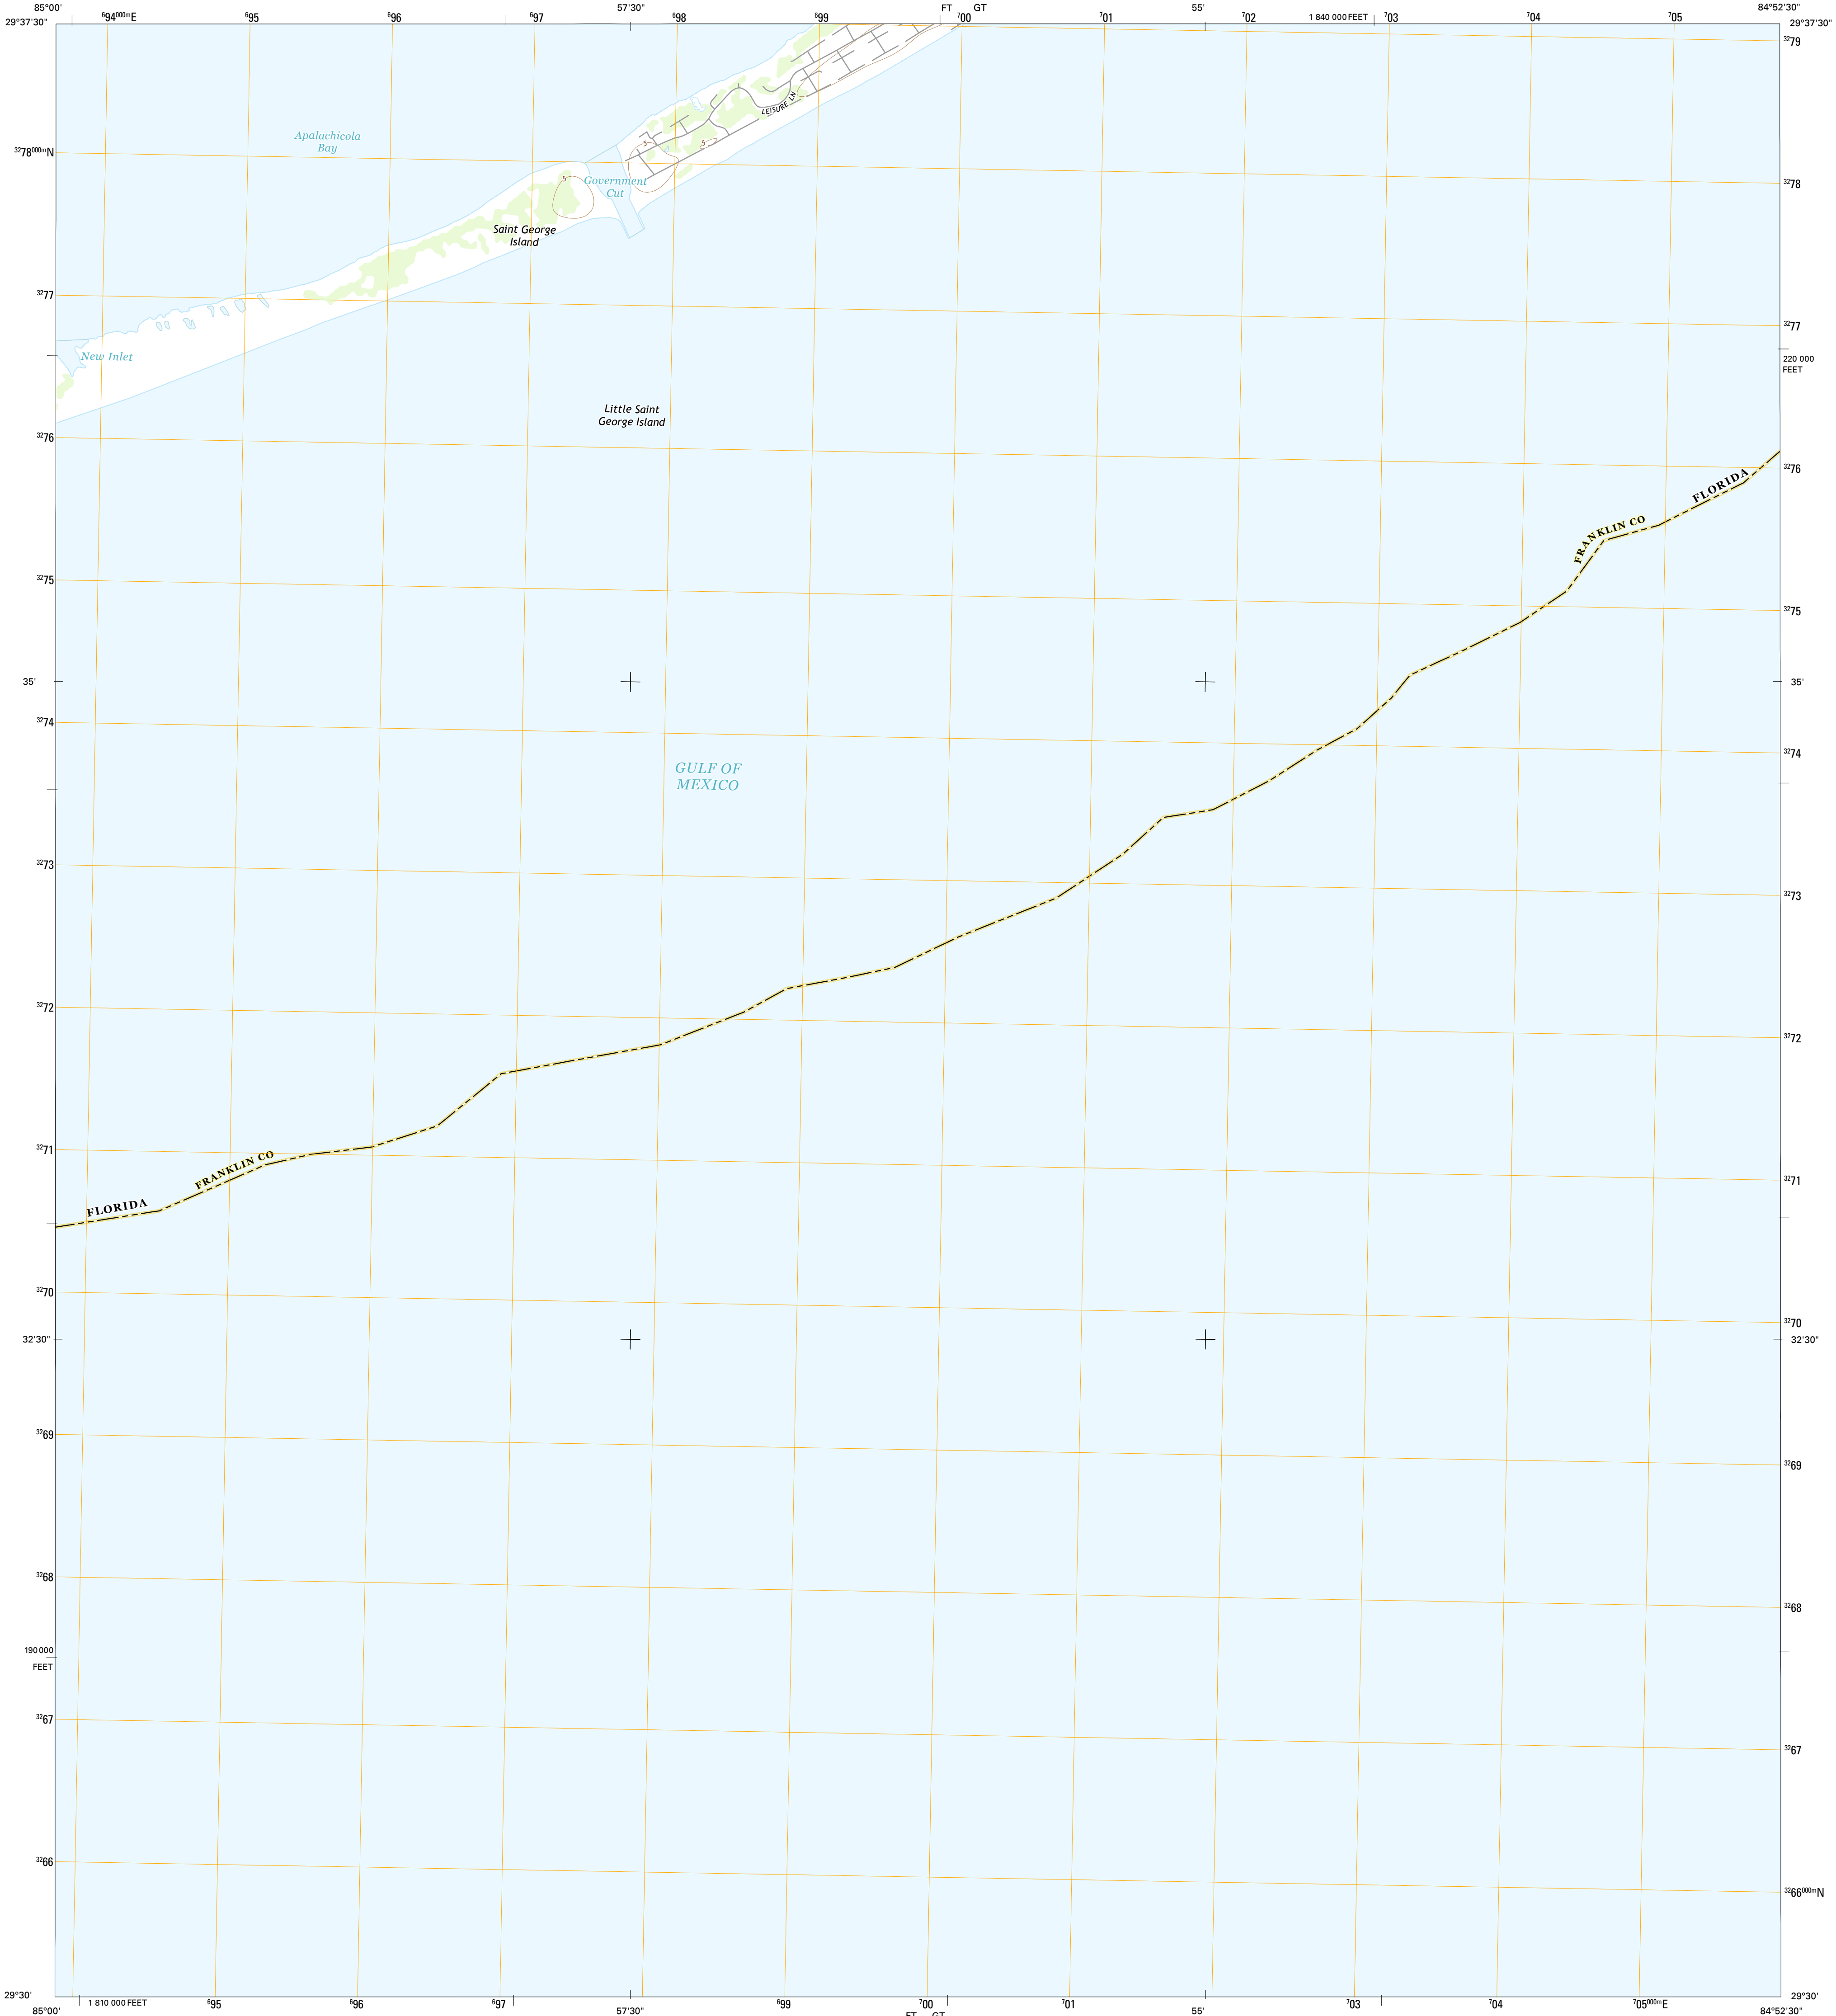 85°00' 694000mE 695 696 697 57'30" 698 699 FT GT 700 701 55' 702 1 840 000 FEET 703 704 705 84°52'30"
29°37'30" 29°37'30"
3279
LEISURE LN
Apalachicola
Bay
3278000mN
5 5
Government
Cut
5
3278
Saint George
Island
3277
3277
New Inlet
220 000
FEET
Little Saint
George Island
3276
3276
FLORIDA
FRANKLIN CO
3275
3275
35' 35'
3274
3274
GULF OF
MEXICO
3273
3273
3272
3272
3271
FRANKLIN CO
3271
FLORIDA
3270
3270
32'30" 32'30"
3269
3269
3268
3268
190 000
FEET
3267
3267
3266
3266000mN
29°30' 29°30'
85°00' 1 810 000 FEET 695 696 697 57'30" 699 700 701 55' 703 704 705000mE 84°52'30"
FT GT